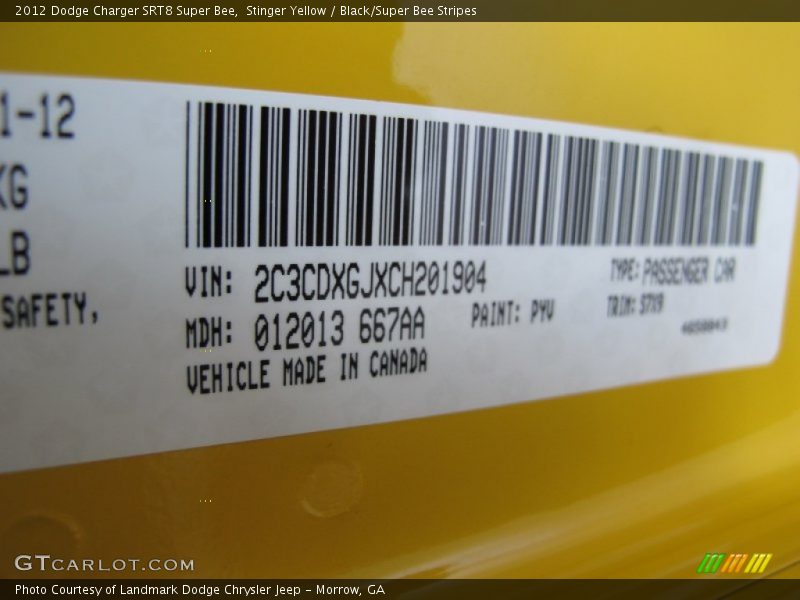 2012 Dodge Charger SRT8 Super Bee,  Stinger Yellow / Black/Super Bee Stripes
1-12
KG
LB
SAFETY,
VIN: 2C3CDXGJXCH201904
TYPE: PASSENGER CAR
MDH: 012013 667AA
PAINT: PYV
TRIM: S7X9
VEHICLE MADE IN CANADA
GTCARLOT.COM
Photo Courtesy of Landmark Dodge Chrysler Jeep - Morrow, GA